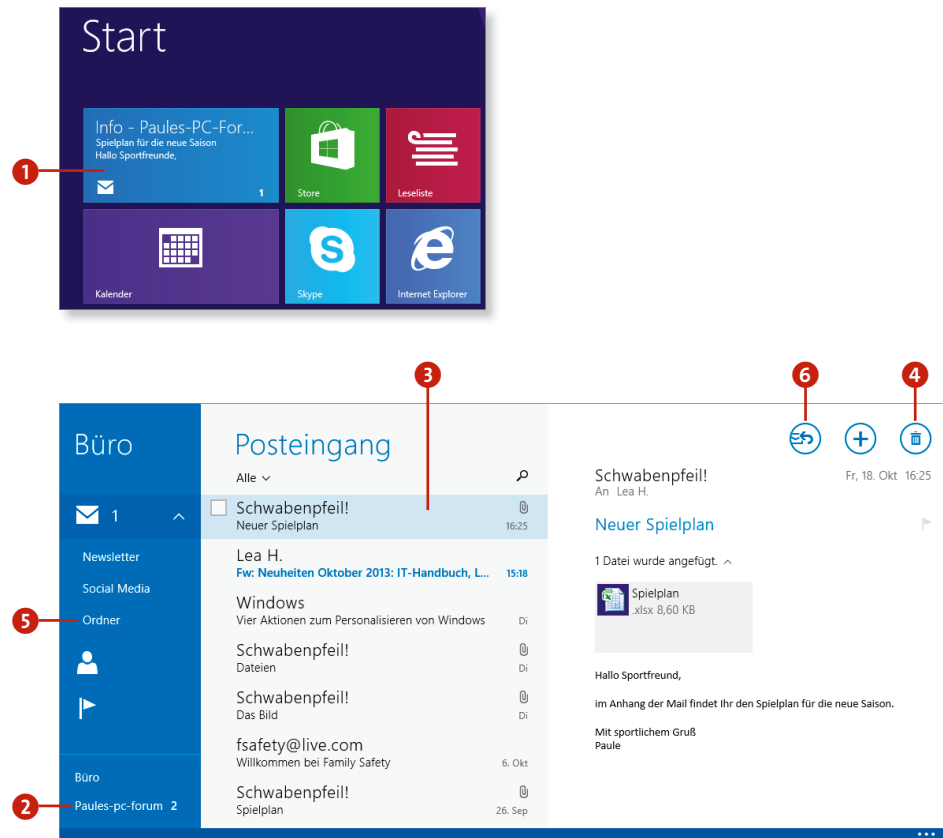 Start
Info - Paules-PC-For...
Spielplan für die neue Saison
Hallo Sportfreunde,
1
1
Store
Leseliste
Kalender
Skype
Internet Explorer
3
6
4
Büro
Posteingang
Alle
1
Newsletter
Social Media
5
Ordner
Büro
2
Paules-pc-forum 2
Schwabenpfeil!
Neuer Spielplan 16:25
Lea H.
Fw: Neuheiten Oktober 2013: IT-Handbuch, L... 15:18
Windows
Vier Aktionen zum Personalisieren von Windows Di
Schwabenpfeil!
Dateien Di
Schwabenpfeil!
Das Bild Di
fsafety@live.com
Willkommen bei Family Safety 6. Okt
Schwabenpfeil!
Spielplan 26. Sep
Schwabenpfeil! Fr, 18. Okt 16:25
An Lea H.
Neuer Spielplan
1 Datei wurde angefügt.
Spielplan
.xlsx 8,60 KB
Hallo Sportfreund,
im Anhang der Mail findet Ihr den Spielplan für die neue Saison.
Mit sportlichem Gruß
Paule